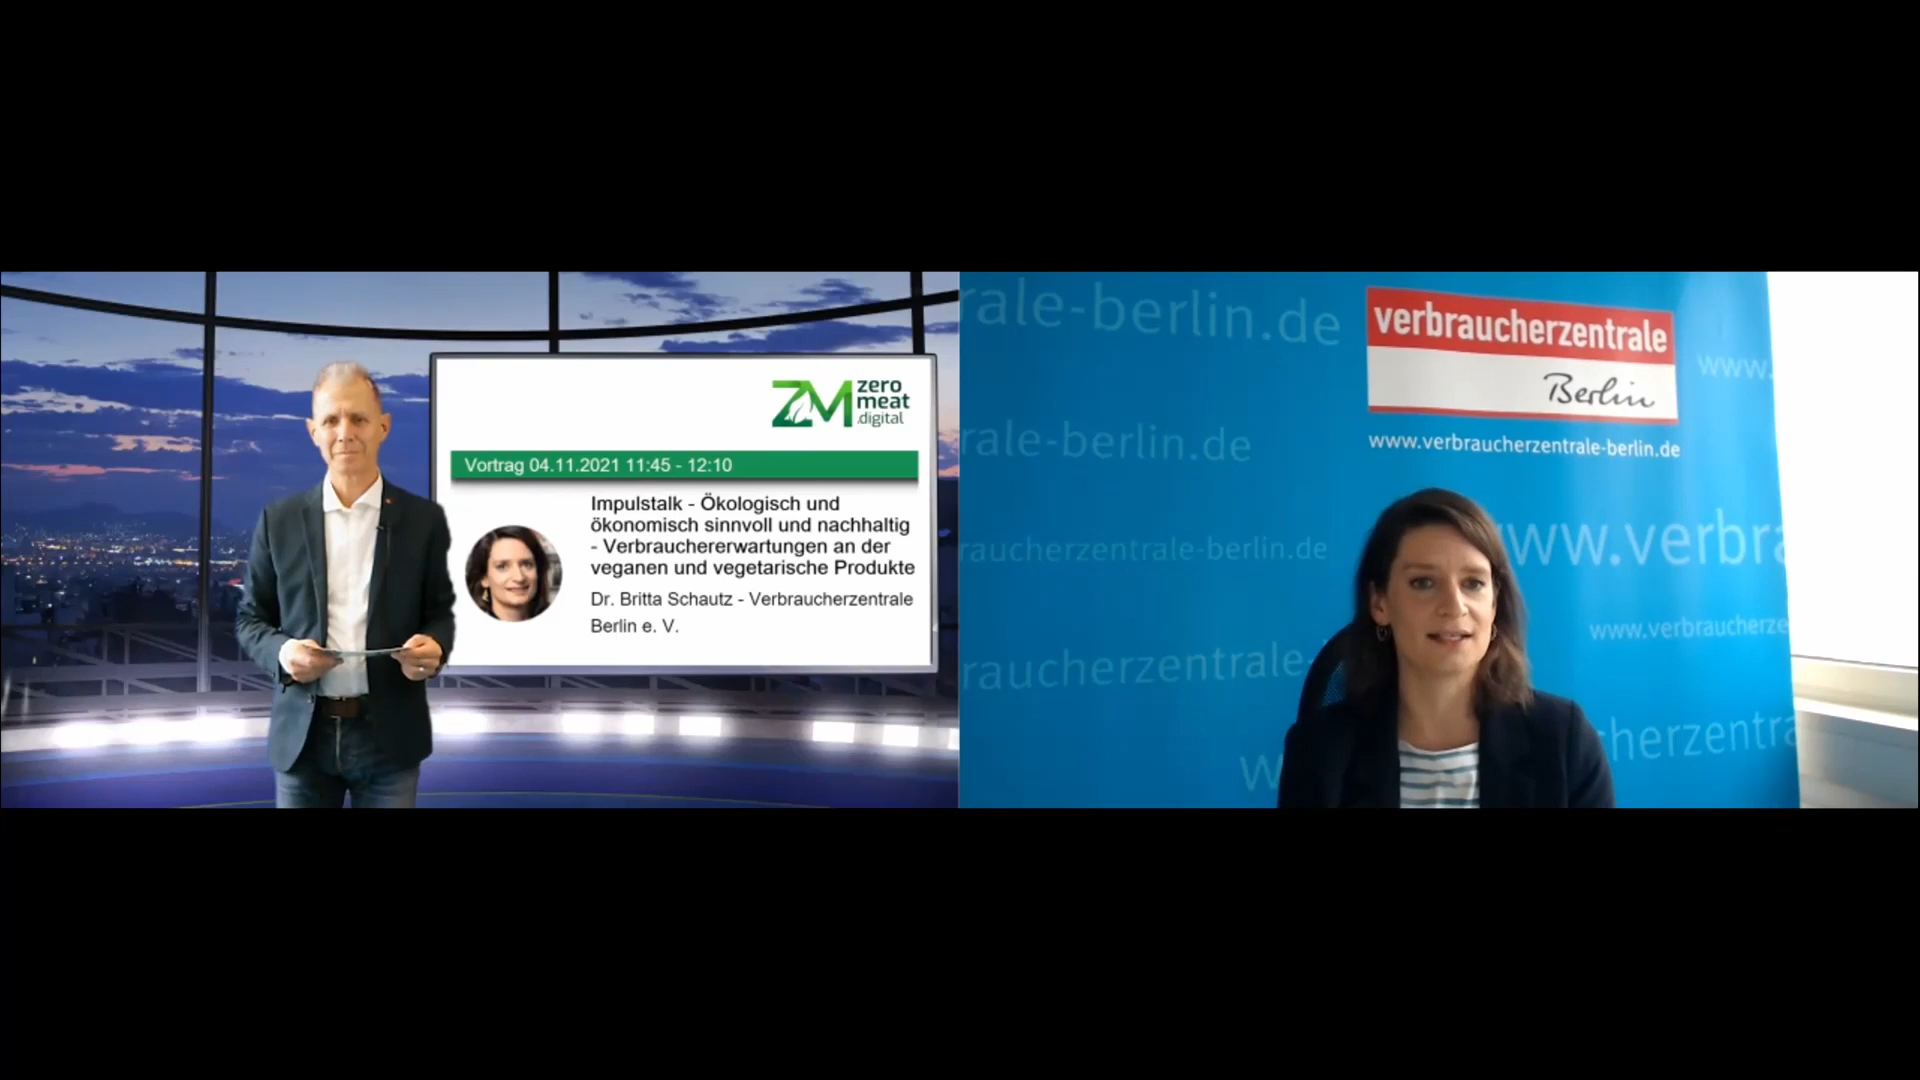 zero
meat
.digital
Vortrag 04.11.2021 11:45 - 12:10
Impulstalk - Ökologisch und
ökonomisch sinnvoll und nachhaltig
- Verbrauchererwartungen an der
veganen und vegetarische Produkte
Dr. Britta Schautz - Verbraucherzentrale
Berlin e. V.
rale-berlin.de
verbraucherzentrale
Berlin
www.
www.verbraucherzentrale-berlin.de
rale-berlin.de
www.verbra
raucherzentrale-berlin.de
www.verbraucherze
raucherzentrale-
cherzentra
w